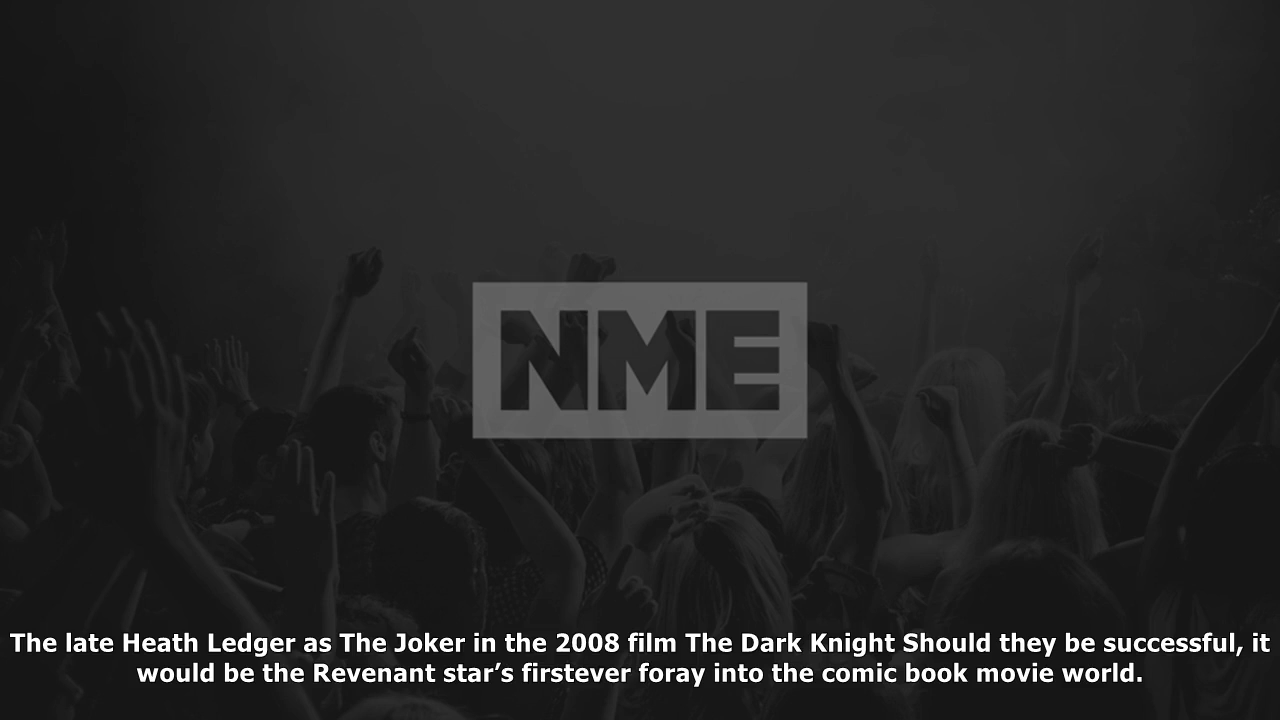 NME
The late Heath Ledger as The Joker in the 2008 film The Dark Knight Should they be successful, it
would be the Revenant star’s firstever foray into the comic book movie world.